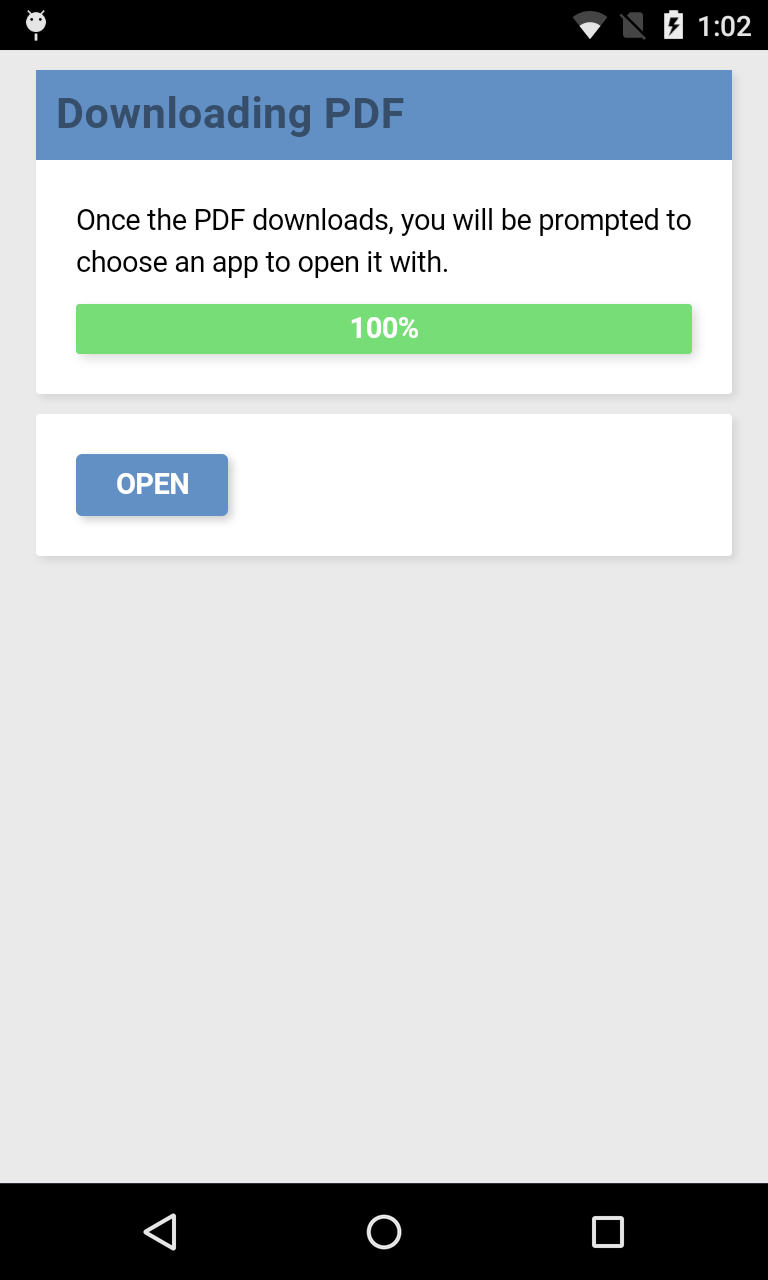 1:02
Downloading PDF
Once the PDF downloads, you will be prompted to
choose an app to open it with.
100%
OPEN